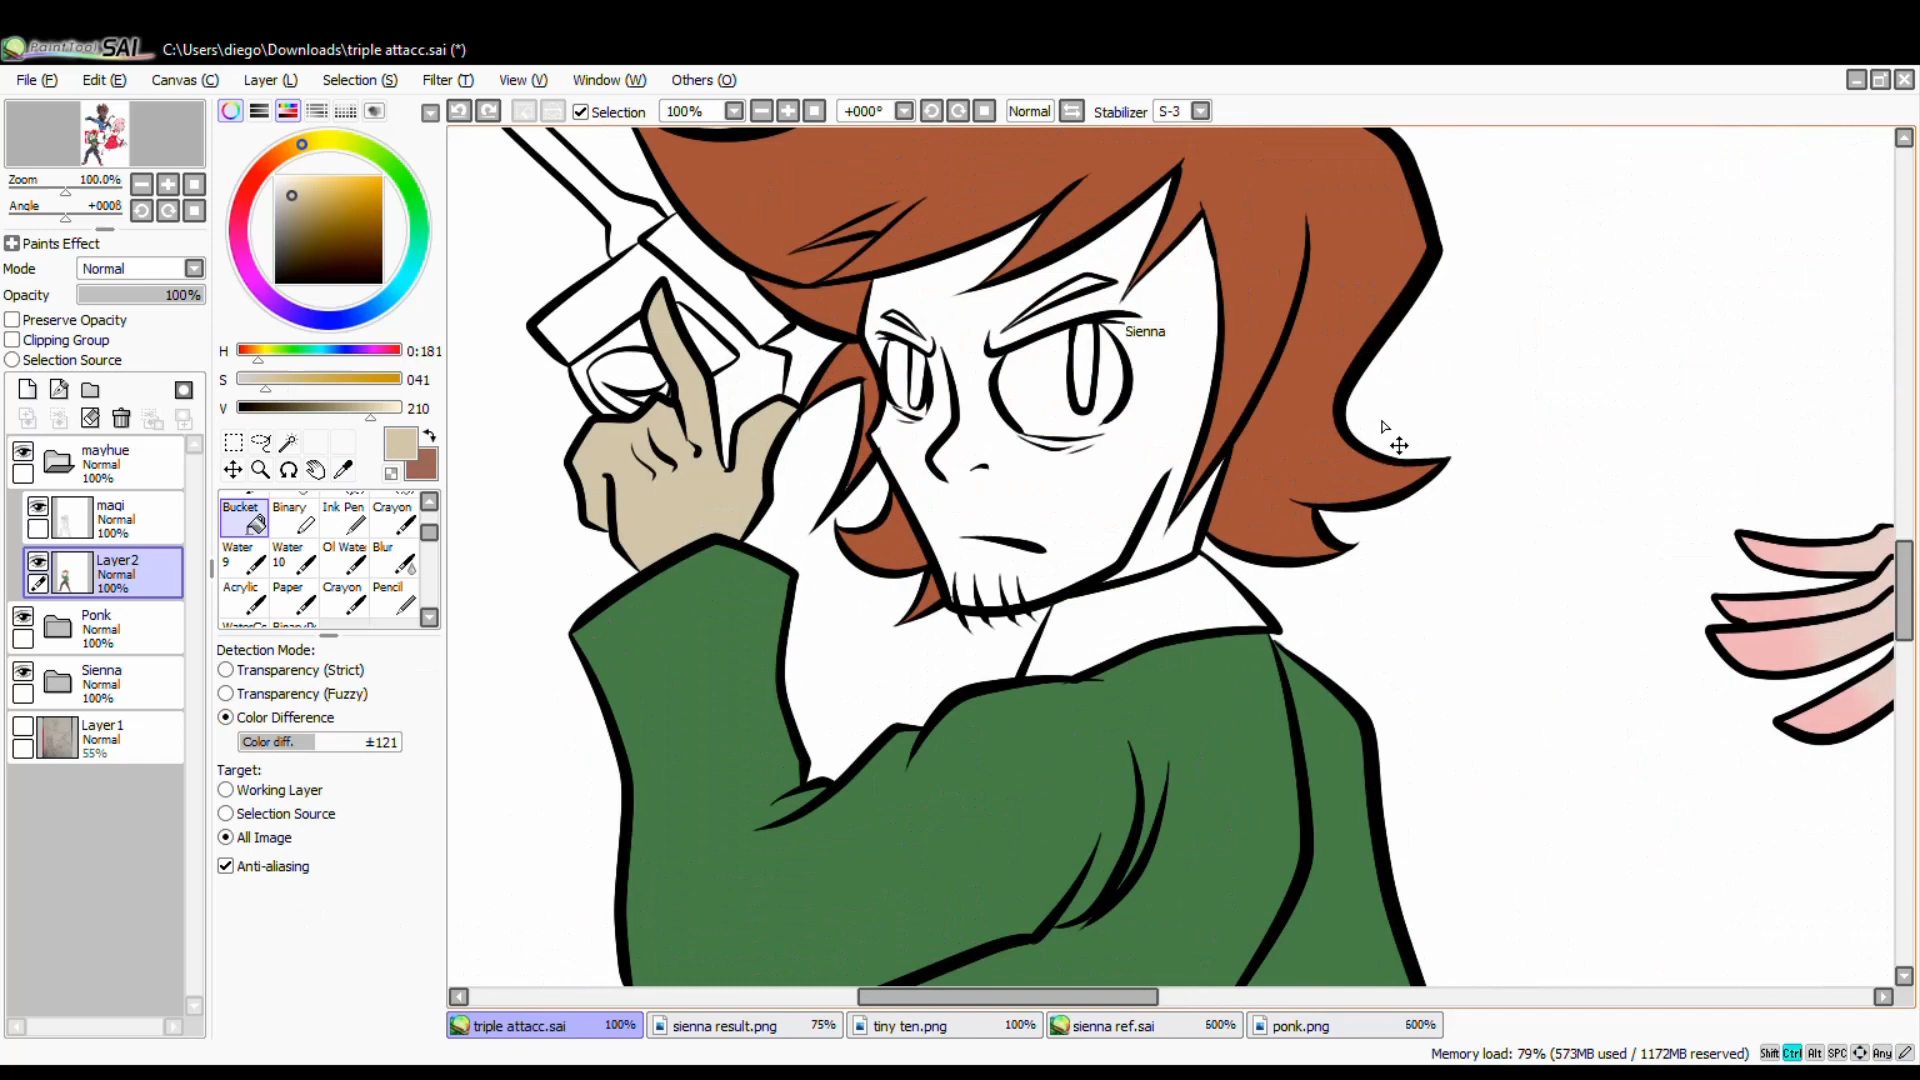 PaintTool SAI C:\Users\diego\Downloads\triple attacc.sai (*)
File (F) Edit (E) Canvas (C) Layer (L) Selection (S) Filter (T) View (V) Window (W) Others (O)
Selection 100% +000° Normal Stabilizer S-3
Zoom 100.0%
Angle +000ß
Paints Effect
Mode Normal
Opacity 100%
Preserve Opacity
Clipping Group
Selection Source
mayhue
Normal
100%
maqi
Normal
100%
Layer2
Normal
100%
Ponk
Normal
100%
Sienna
Normal
100%
Layer1
Normal
55%
H 0:181
S 041
V 210
Bucket Binary Ink Pen Crayon
Water 9 Water 10 Ol Water Blur
Acrylic Paper Crayon Pencil
Detection Mode:
Transparency (Strict)
Transparency (Fuzzy)
Color Difference
Color diff. ±121
Target:
Working Layer
Selection Source
All Image
Anti-aliasing
Sienna
triple attacc.sai 100% sienna result.png 75% tiny ten.png 100% sienna ref.sai 600% ponk.png 600%
Memory load: 79% (573MB used / 1172MB reserved) Shift Ctrl Alt SPC Any